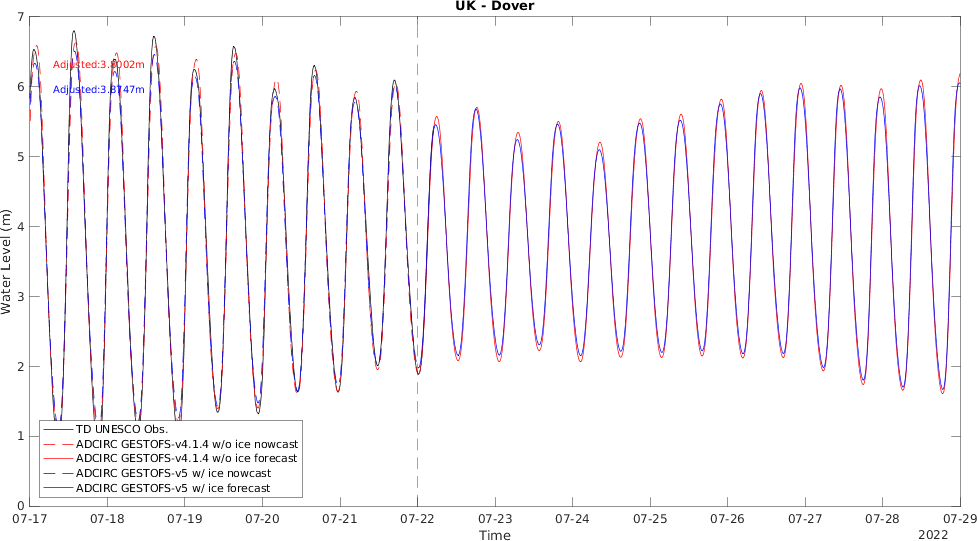 UK - Dover
7
6
5
4
3
2
1
0
Water Level (m)
Adjusted:3.8002m
Adjusted:3.8747m
TD UNESCO Obs.
ADCIRC GESTOFS-v4.1.4 w/o ice nowcast
ADCIRC GESTOFS-v4.1.4 w/o ice forecast
ADCIRC GESTOFS-v5 w/ ice nowcast
ADCIRC GESTOFS-v5 w/ ice forecast
07-17 07-18 07-19 07-20 07-21 07-22 07-23 07-24 07-25 07-26 07-27 07-28 07-29
Time
2022